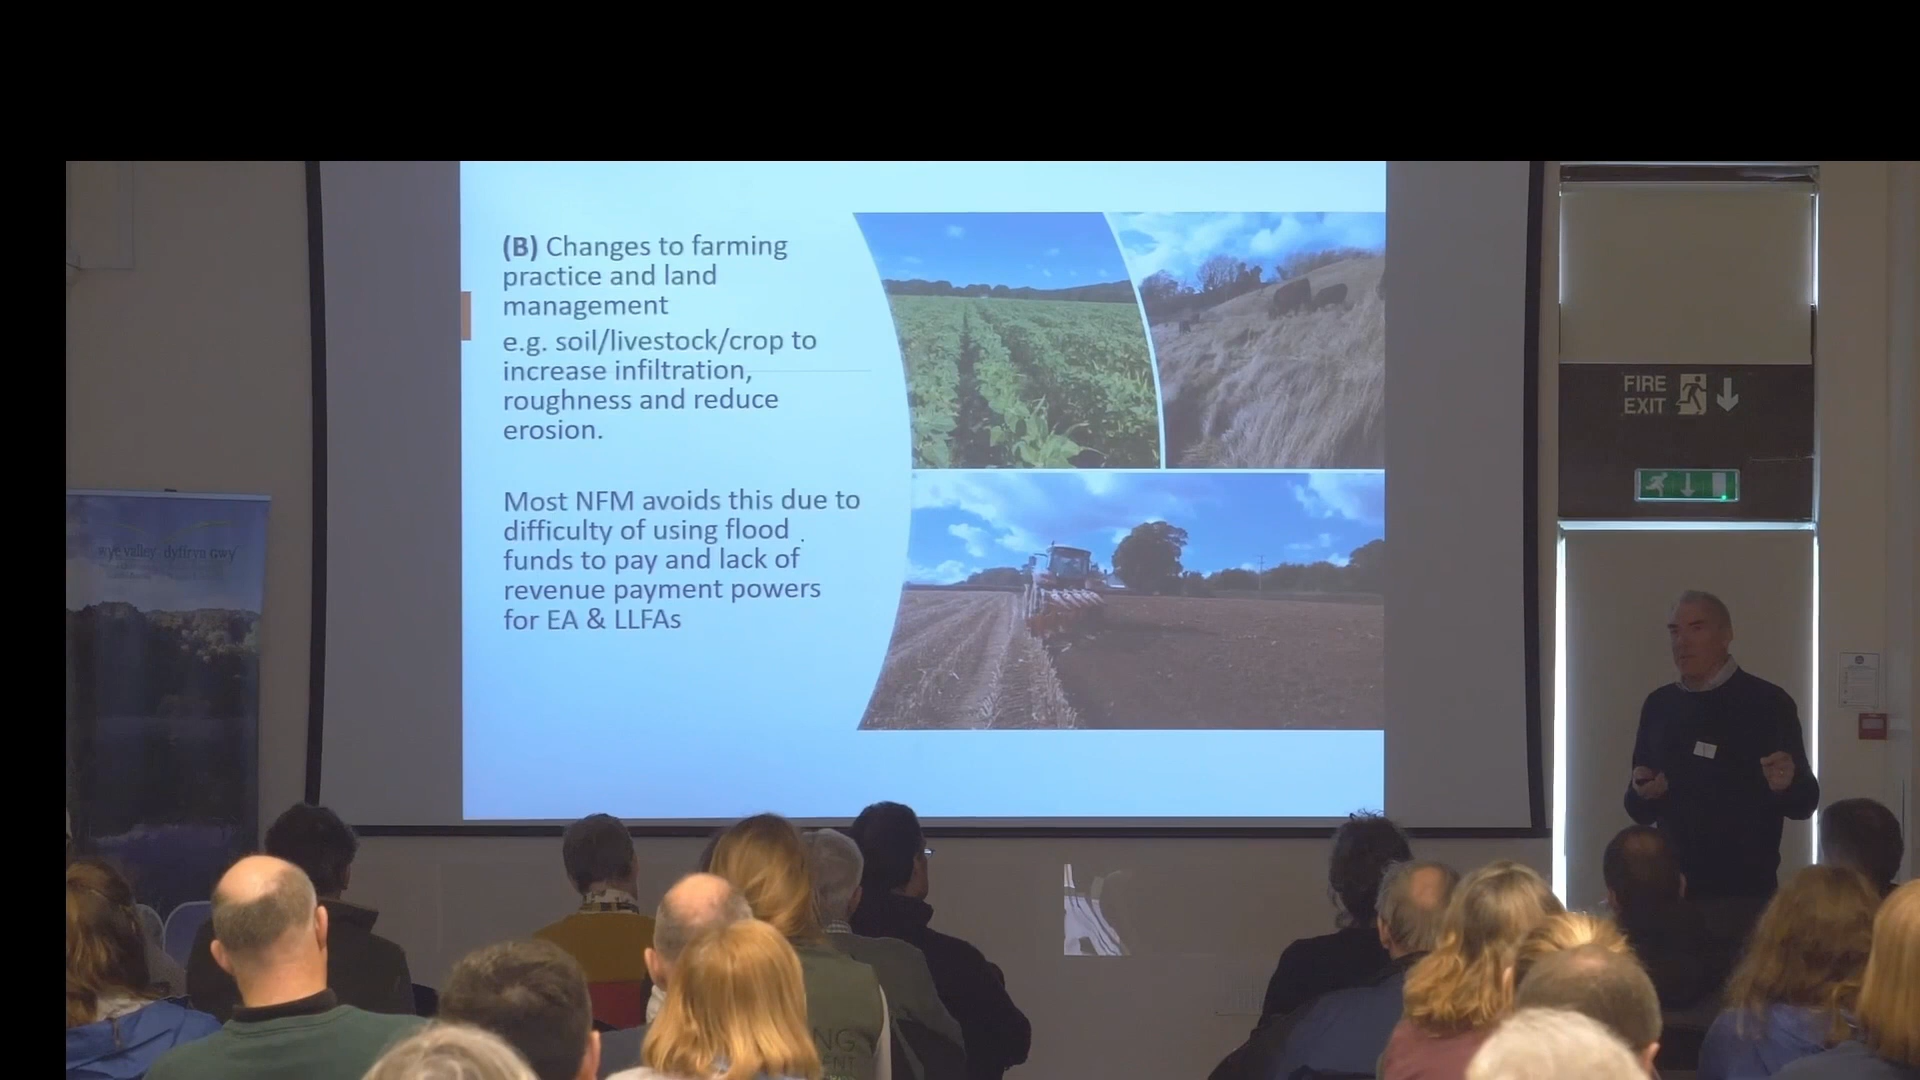 (B) Changes to farming
practice and land
management
e.g. soil/livestock/crop to
increase infiltration,
roughness and reduce
erosion.
Most NFM avoids this due to
difficulty of using flood
funds to pay and lack of
revenue payment powers
for EA & LLFAs
FIRE
EXIT
wye valley dyffryn gwy
NG
ENT